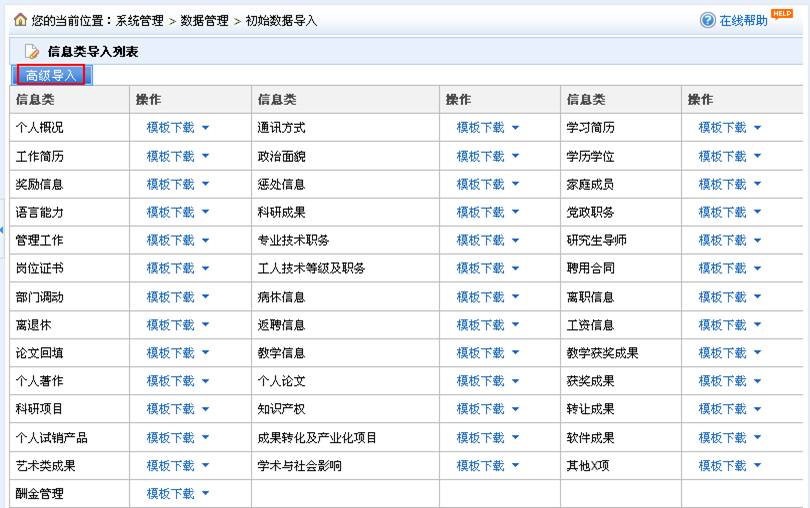 您的当前位置：系统管理 > 数据管理 > 初始数据导入 在线帮助 HELP
信息类导入列表
高级导入
信息类 操作 信息类 操作 信息类 操作
个人概况 模板下载 通讯方式 模板下载 学习简历 模板下载
工作简历 模板下载 政治面貌 模板下载 学历学位 模板下载
奖励信息 模板下载 惩处信息 模板下载 家庭成员 模板下载
语言能力 模板下载 科研成果 模板下载 党政职务 模板下载
管理工作 模板下载 专业技术职务 模板下载 研究生导师 模板下载
岗位证书 模板下载 工人技术等级及职务 模板下载 聘用合同 模板下载
部门调动 模板下载 病休信息 模板下载 离职信息 模板下载
离退休 模板下载 返聘信息 模板下载 工资信息 模板下载
论文回填 模板下载 教学信息 模板下载 教学获奖成果 模板下载
个人著作 模板下载 个人论文 模板下载 获奖成果 模板下载
科研项目 模板下载 知识产权 模板下载 转让成果 模板下载
个人试销产品 模板下载 成果转化及产业化项目 模板下载 软件成果 模板下载
艺术类成果 模板下载 学术与社会影响 模板下载 其他X项 模板下载
酬金管理 模板下载